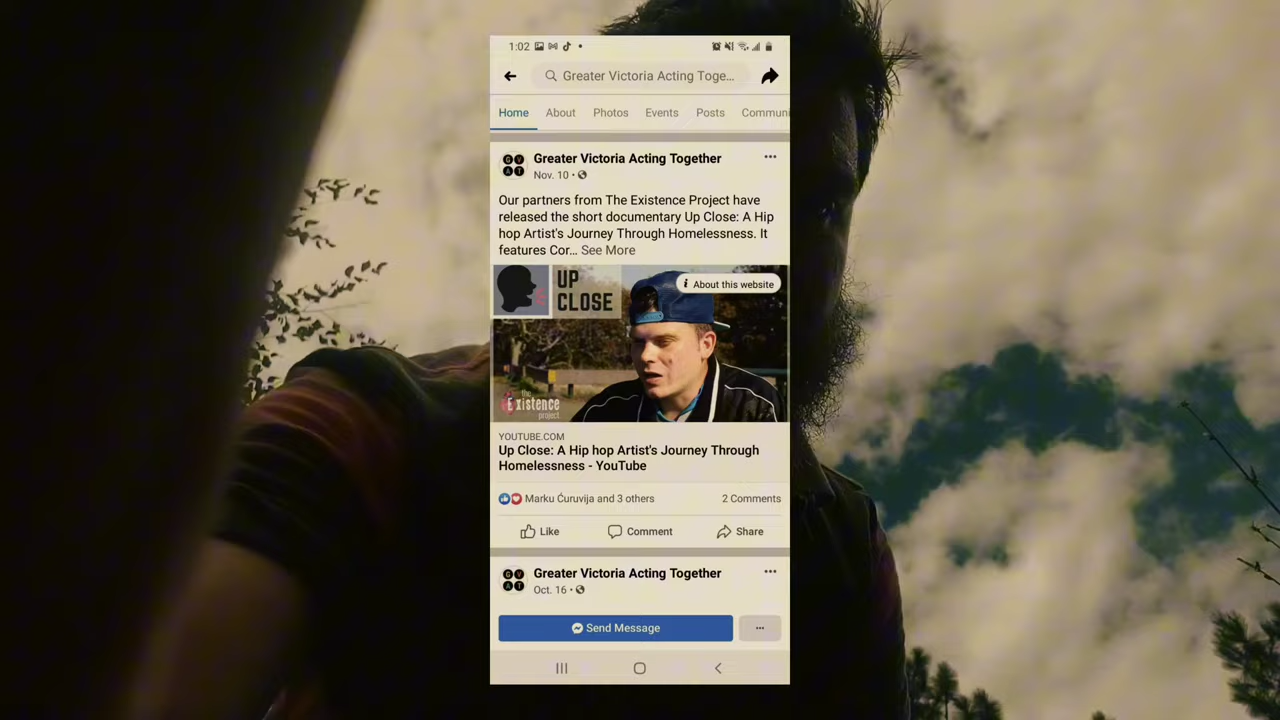 1:02
Greater Victoria Acting Toge...
Home About Photos Events Posts Communi
Greater Victoria Acting Together
Nov. 10
Our partners from The Existence Project have
released the short documentary Up Close: A Hip
hop Artist's Journey Through Homelessness. It
features Cor... See More
UP
CLOSE
About this website
the
Existence
project
YOUTUBE.COM
Up Close: A Hip hop Artist's Journey Through
Homelessness - YouTube
Marku Ćuruvija and 3 others 2 Comments
Like Comment Share
Greater Victoria Acting Together
Oct. 16
Send Message